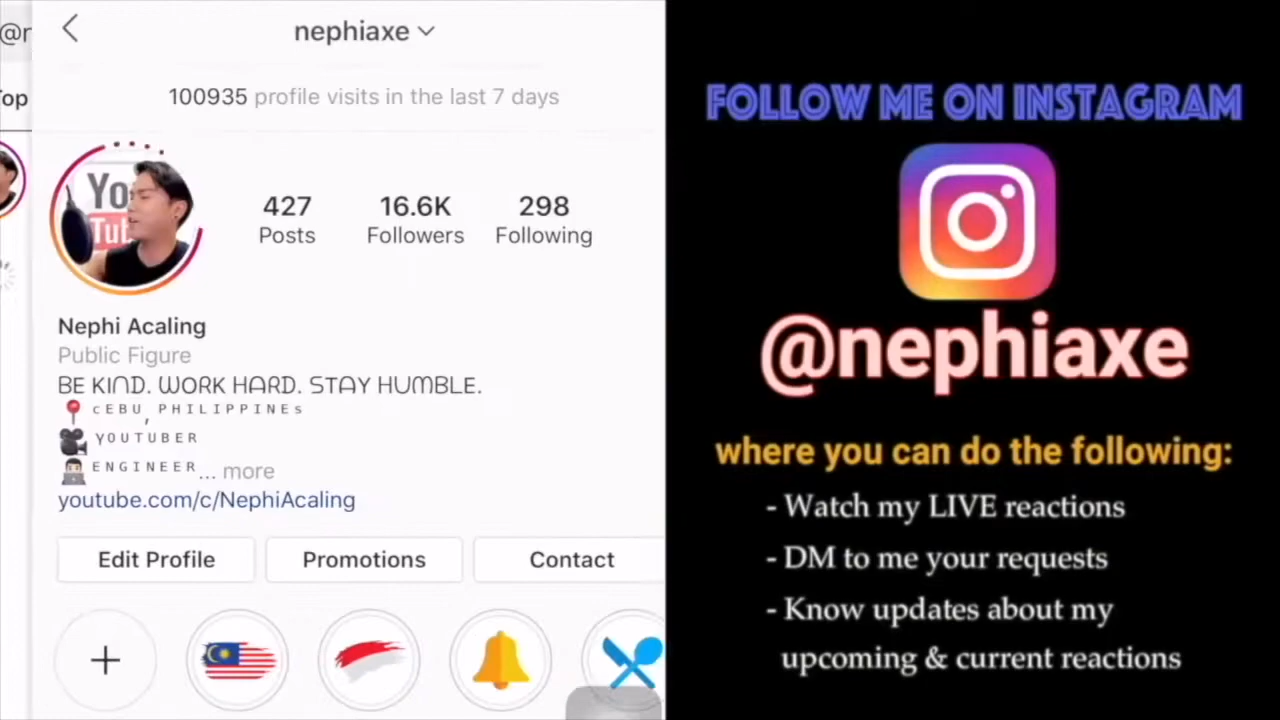 @n
Top
nephiaxe
100935 profile visits in the last 7 days
You
Tub
427
Posts
16.6K
Followers
298
Following
Nephi Acaling
Public Figure
BE KIND. WORK HARD. STAY HUMBLE.
📍 ᶜᴱᴮᵁ, ᴾᴴᴵᴸᴵᴾᴾᴵᴺᴱˢ
🎥 ʸᴼᵁᵀᵁᴮᴱᴿ
👨🏻‍💻 ᴱᴺᴳᴵᴺᴱᴱᴿ... more
youtube.com/c/NephiAcaling
Edit Profile
Promotions
Contact
FOLLOW ME ON INSTAGRAM
@nephiaxe
where you can do the following:
- Watch my LIVE reactions
- DM to me your requests
- Know updates about my
upcoming & current reactions